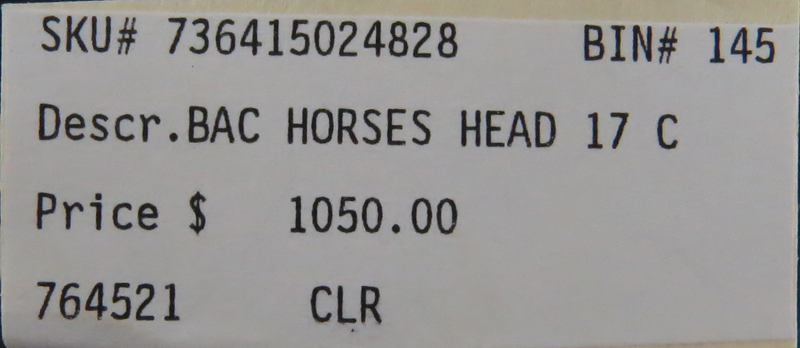 SKU# 736415024828 BIN# 145
Descr.BAC HORSES HEAD 17 C
Price $ 1050.00
764521 CLR